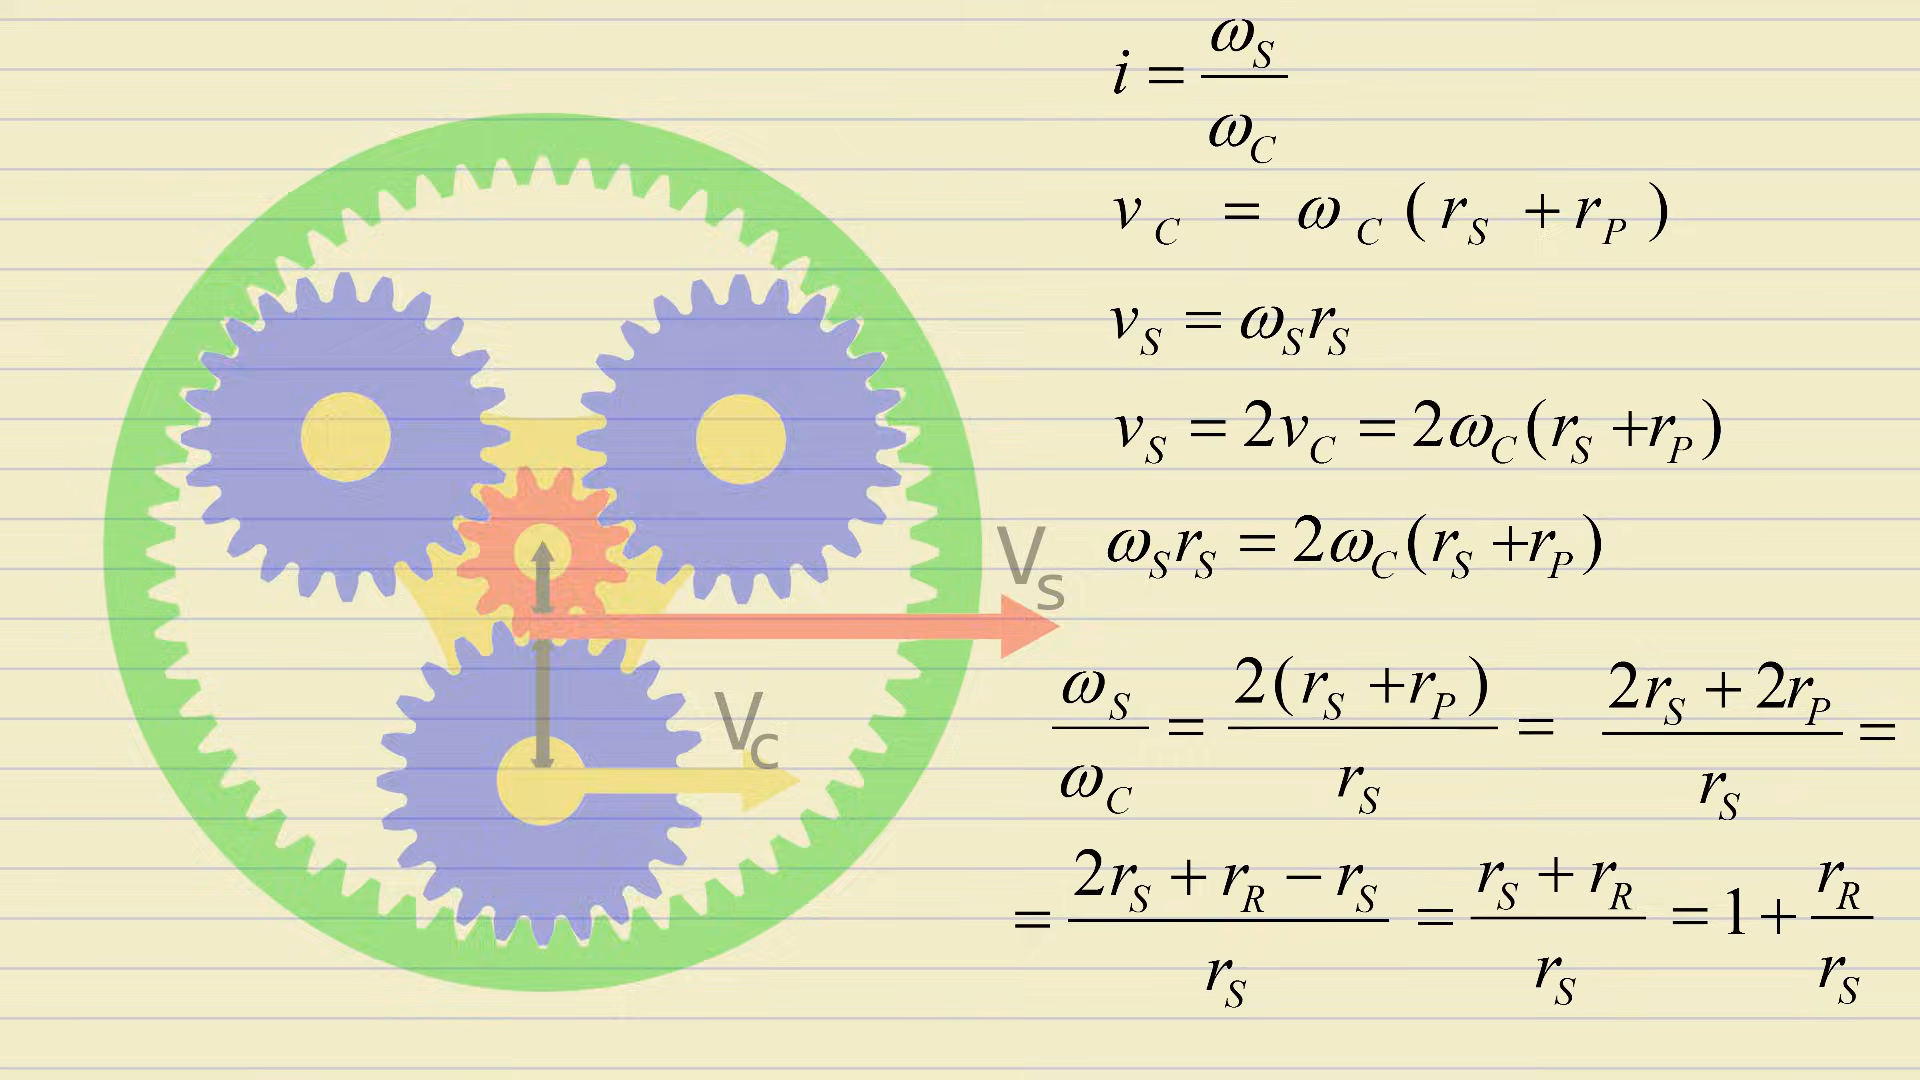 i = ω_S / ω_C
v_C = ω_C ( r_S + r_P )
v_S = ω_S r_S
v_S = 2v_C = 2ω_C(r_S +r_P)
ω_S r_S = 2ω_C(r_S +r_P)
V_s
V_c
ω_S / ω_C = 2(r_S +r_P) / r_S = 2r_S + 2r_P / r_S =
= 2r_S + r_R − r_S / r_S = r_S + r_R / r_S = 1 + r_R / r_S